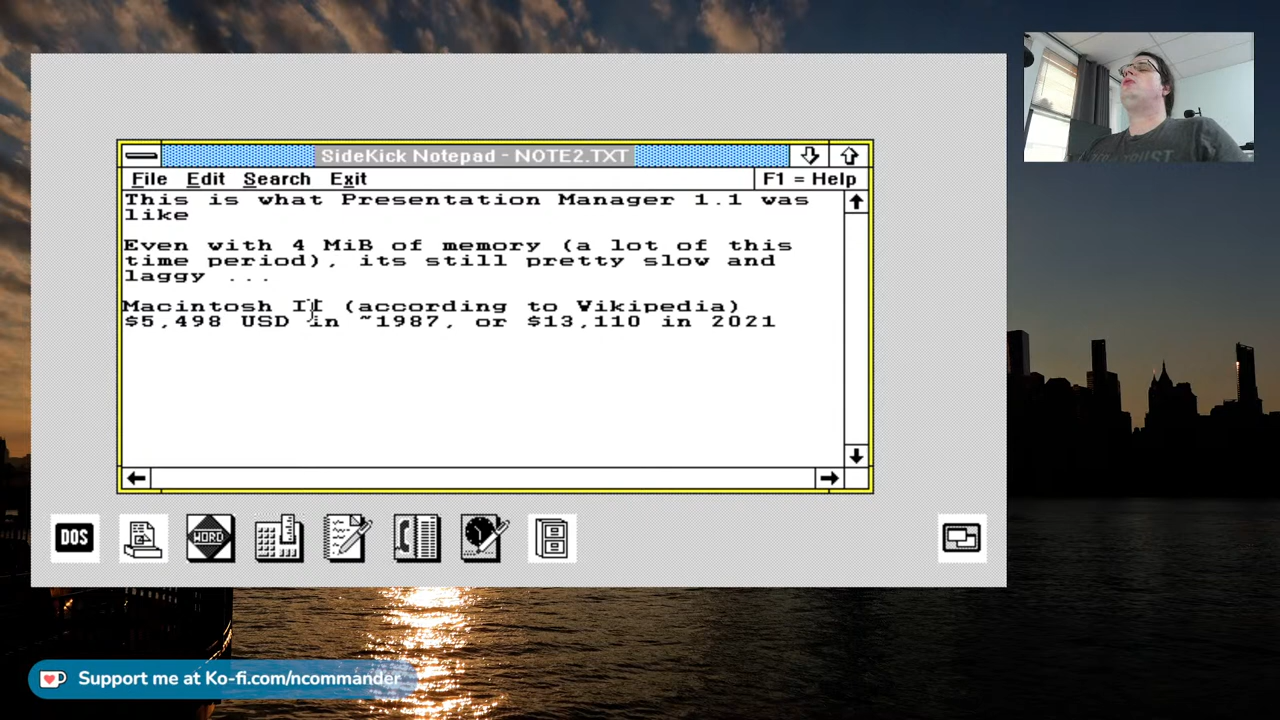 SideKick Notepad - NOTE2.TXT
File Edit Search Exit F1 = Help
This is what Presentation Manager 1.1 was
like
Even with 4 MiB of memory (a lot of this
time period), its still pretty slow and
laggy ...
Macintosh II (according to Wikipedia)
$5,498 USD in ~1987, or $13,110 in 2021
DOS
WORD
Support me at Ko-fi.com/ncommander